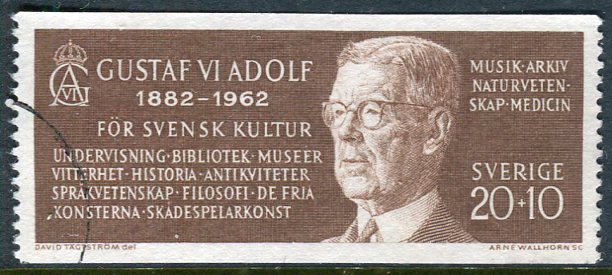 GUSTAF VI ADOLF
1882-1962
FÖR SVENSK KULTUR
UNDERVISNING·BIBLIOTEK·MUSEER
VITTERHET·HISTORIA·ANTIKVITETER
SPRÅKVETENSKAP·FILOSOFI·DE FRIA
KONSTERNA·SKÅDESPELARKONST
MUSIK·ARKIV
NATURVETEN-
SKAP·MEDICIN
SVERIGE
20+10
DAVID TÄGTSTRÖM del.
ARNE WALLHORN SC